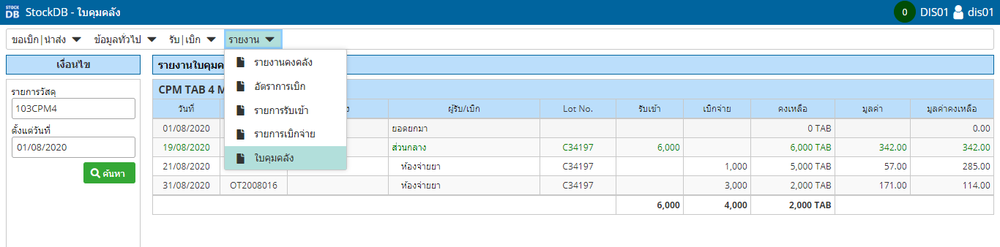 STOCK DB StockDB - ใบคุมคลัง 0 DIS01 dis01
ขอเบิก|นำส่ง ข้อมูลทั่วไป รับ|เบิก รายงาน
เงื่อนไข
รายการวัสดุ
103CPM4
ตั้งแต่วันที่
01/08/2020
ค้นหา
รายงานคงคลัง
อัตราการเบิก
รายการรับเข้า
รายการเบิกจ่าย
ใบคุมคลัง
รายงานใบคุมค
CPM TAB 4 M
วันที่ ผู้รับ/เบิก Lot No. รับเข้า เบิกจ่าย คงเหลือ มูลค่า มูลค่าคงเหลือ
01/08/2020 ยอดยกมา 0 TAB 0.00
19/08/2020 ส่วนกลาง C34197 6,000 6,000 TAB 342.00 342.00
21/08/2020 ห้องจ่ายยา C34197 1,000 5,000 TAB 57.00 285.00
31/08/2020 OT2008016 ห้องจ่ายยา C34197 3,000 2,000 TAB 171.00 114.00
6,000 4,000 2,000 TAB